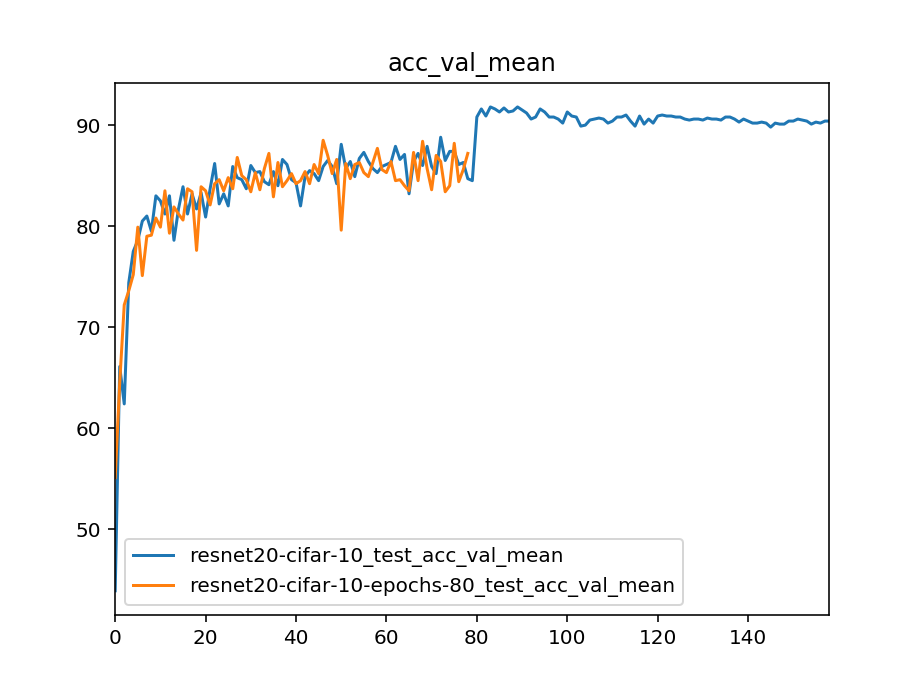 acc_val_mean
90
80
70
60
50
resnet20-cifar-10_test_acc_val_mean
resnet20-cifar-10-epochs-80_test_acc_val_mean
0 20 40 60 80 100 120 140